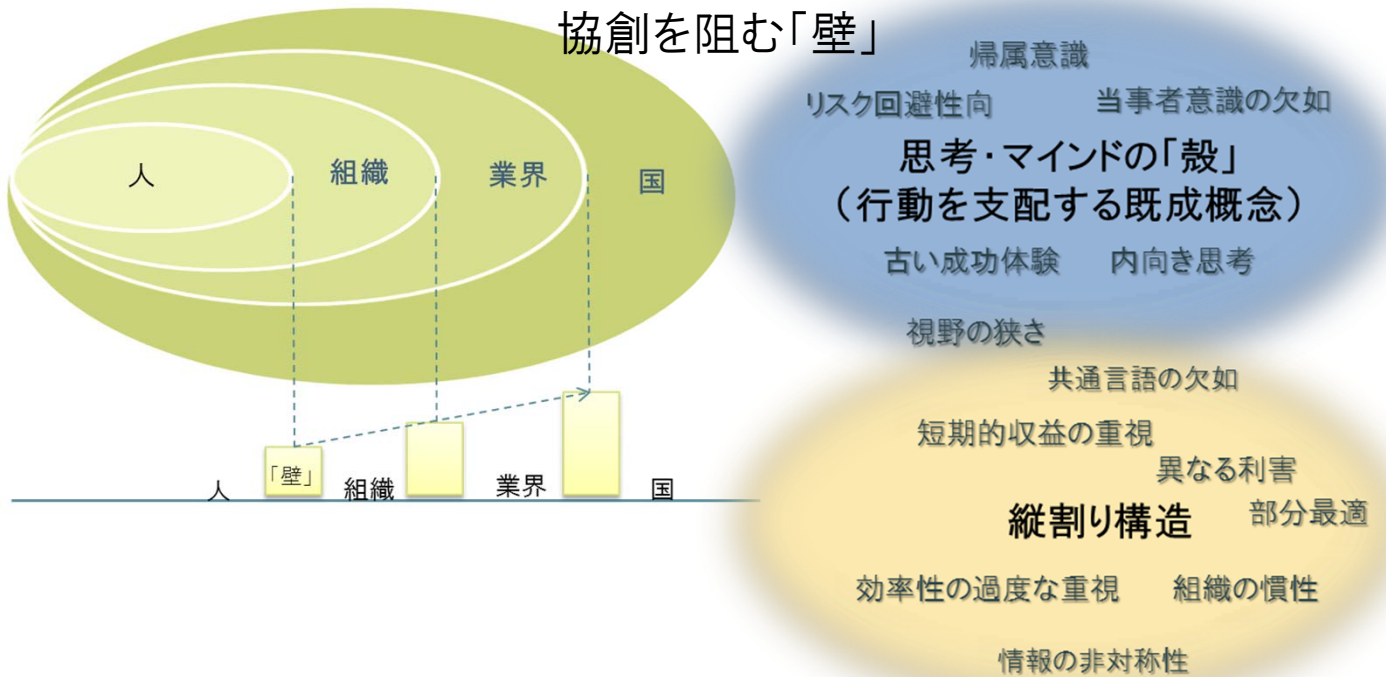 協創を阻む「壁」
人
組織
業界
国
人
「壁」
組織
業界
国
帰属意識
リスク回避性向
当事者意識の欠如
思考・マインドの「殻」
（行動を支配する既成概念）
古い成功体験
内向き思考
視野の狭さ
共通言語の欠如
短期的収益の重視
異なる利害
縦割り構造
部分最適
効率性の過度な重視
組織の慣性
情報の非対称性